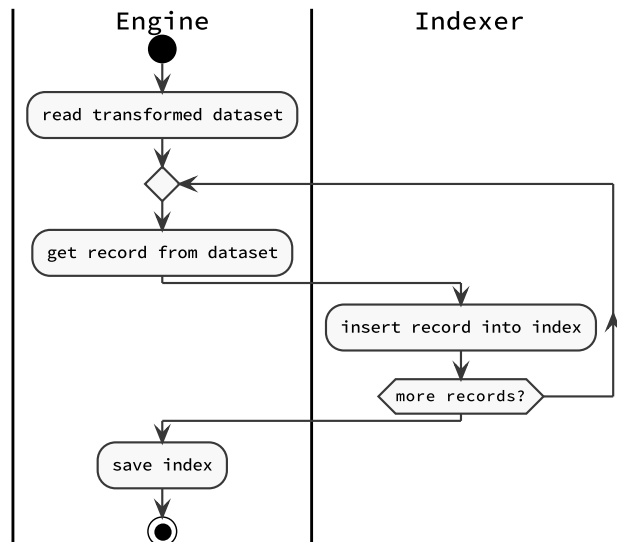 Engine
Indexer
read transformed dataset
get record from dataset
insert record into index
more records?
save index